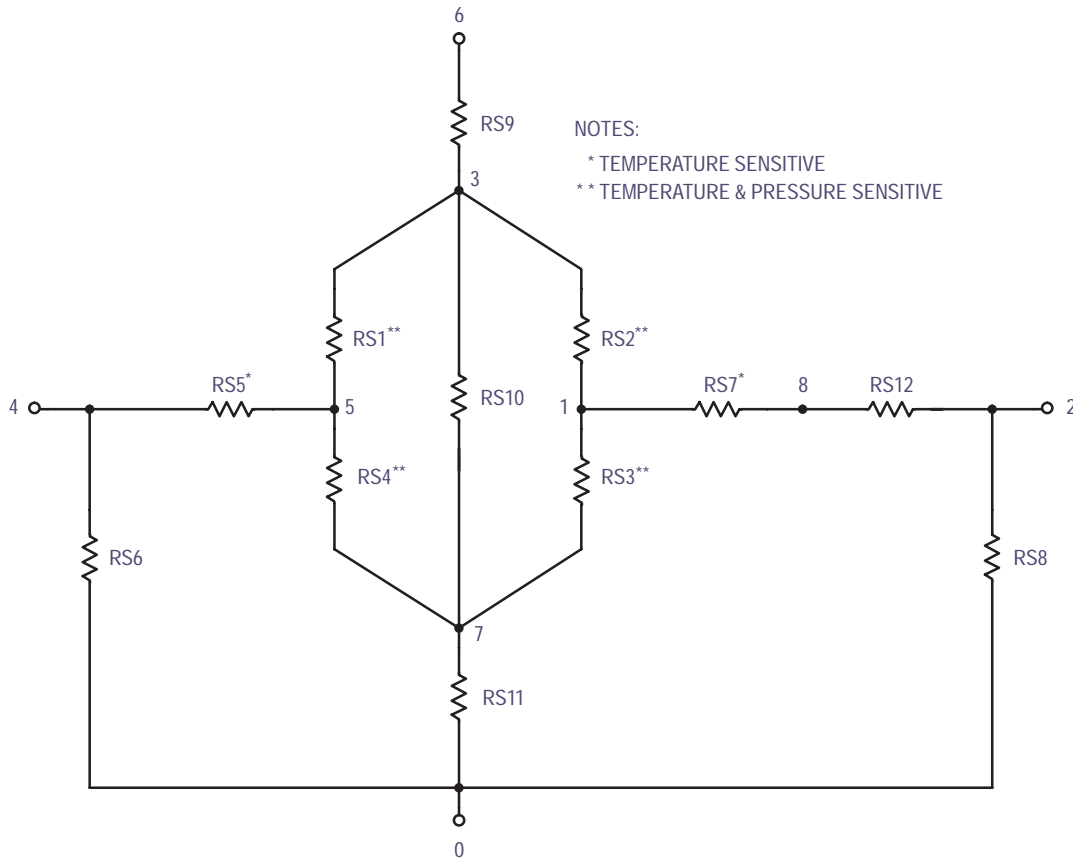 6
RS9
NOTES:
* TEMPERATURE SENSITIVE
** TEMPERATURE & PRESSURE SENSITIVE
3
RS1**
RS2**
RS5*
RS10
RS7*
8
RS12
4
5
1
2
RS4**
RS3**
RS6
RS8
7
RS11
0